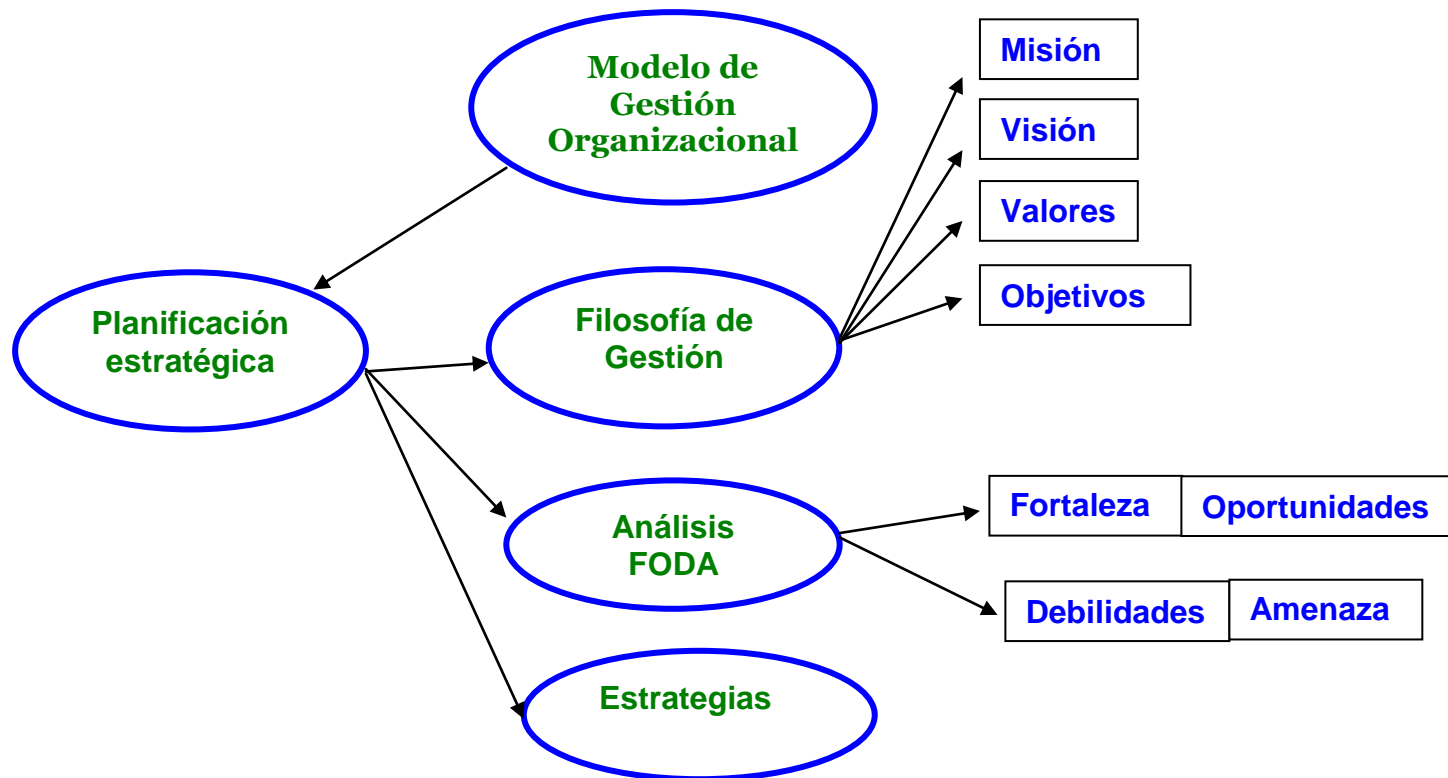 Modelo de
Gestión
Organizacional
Misión
Visión
Valores
Objetivos
Planificación
estratégica
Filosofía de
Gestión
Análisis
FODA
Fortaleza
Oportunidades
Debilidades
Amenaza
Estrategias